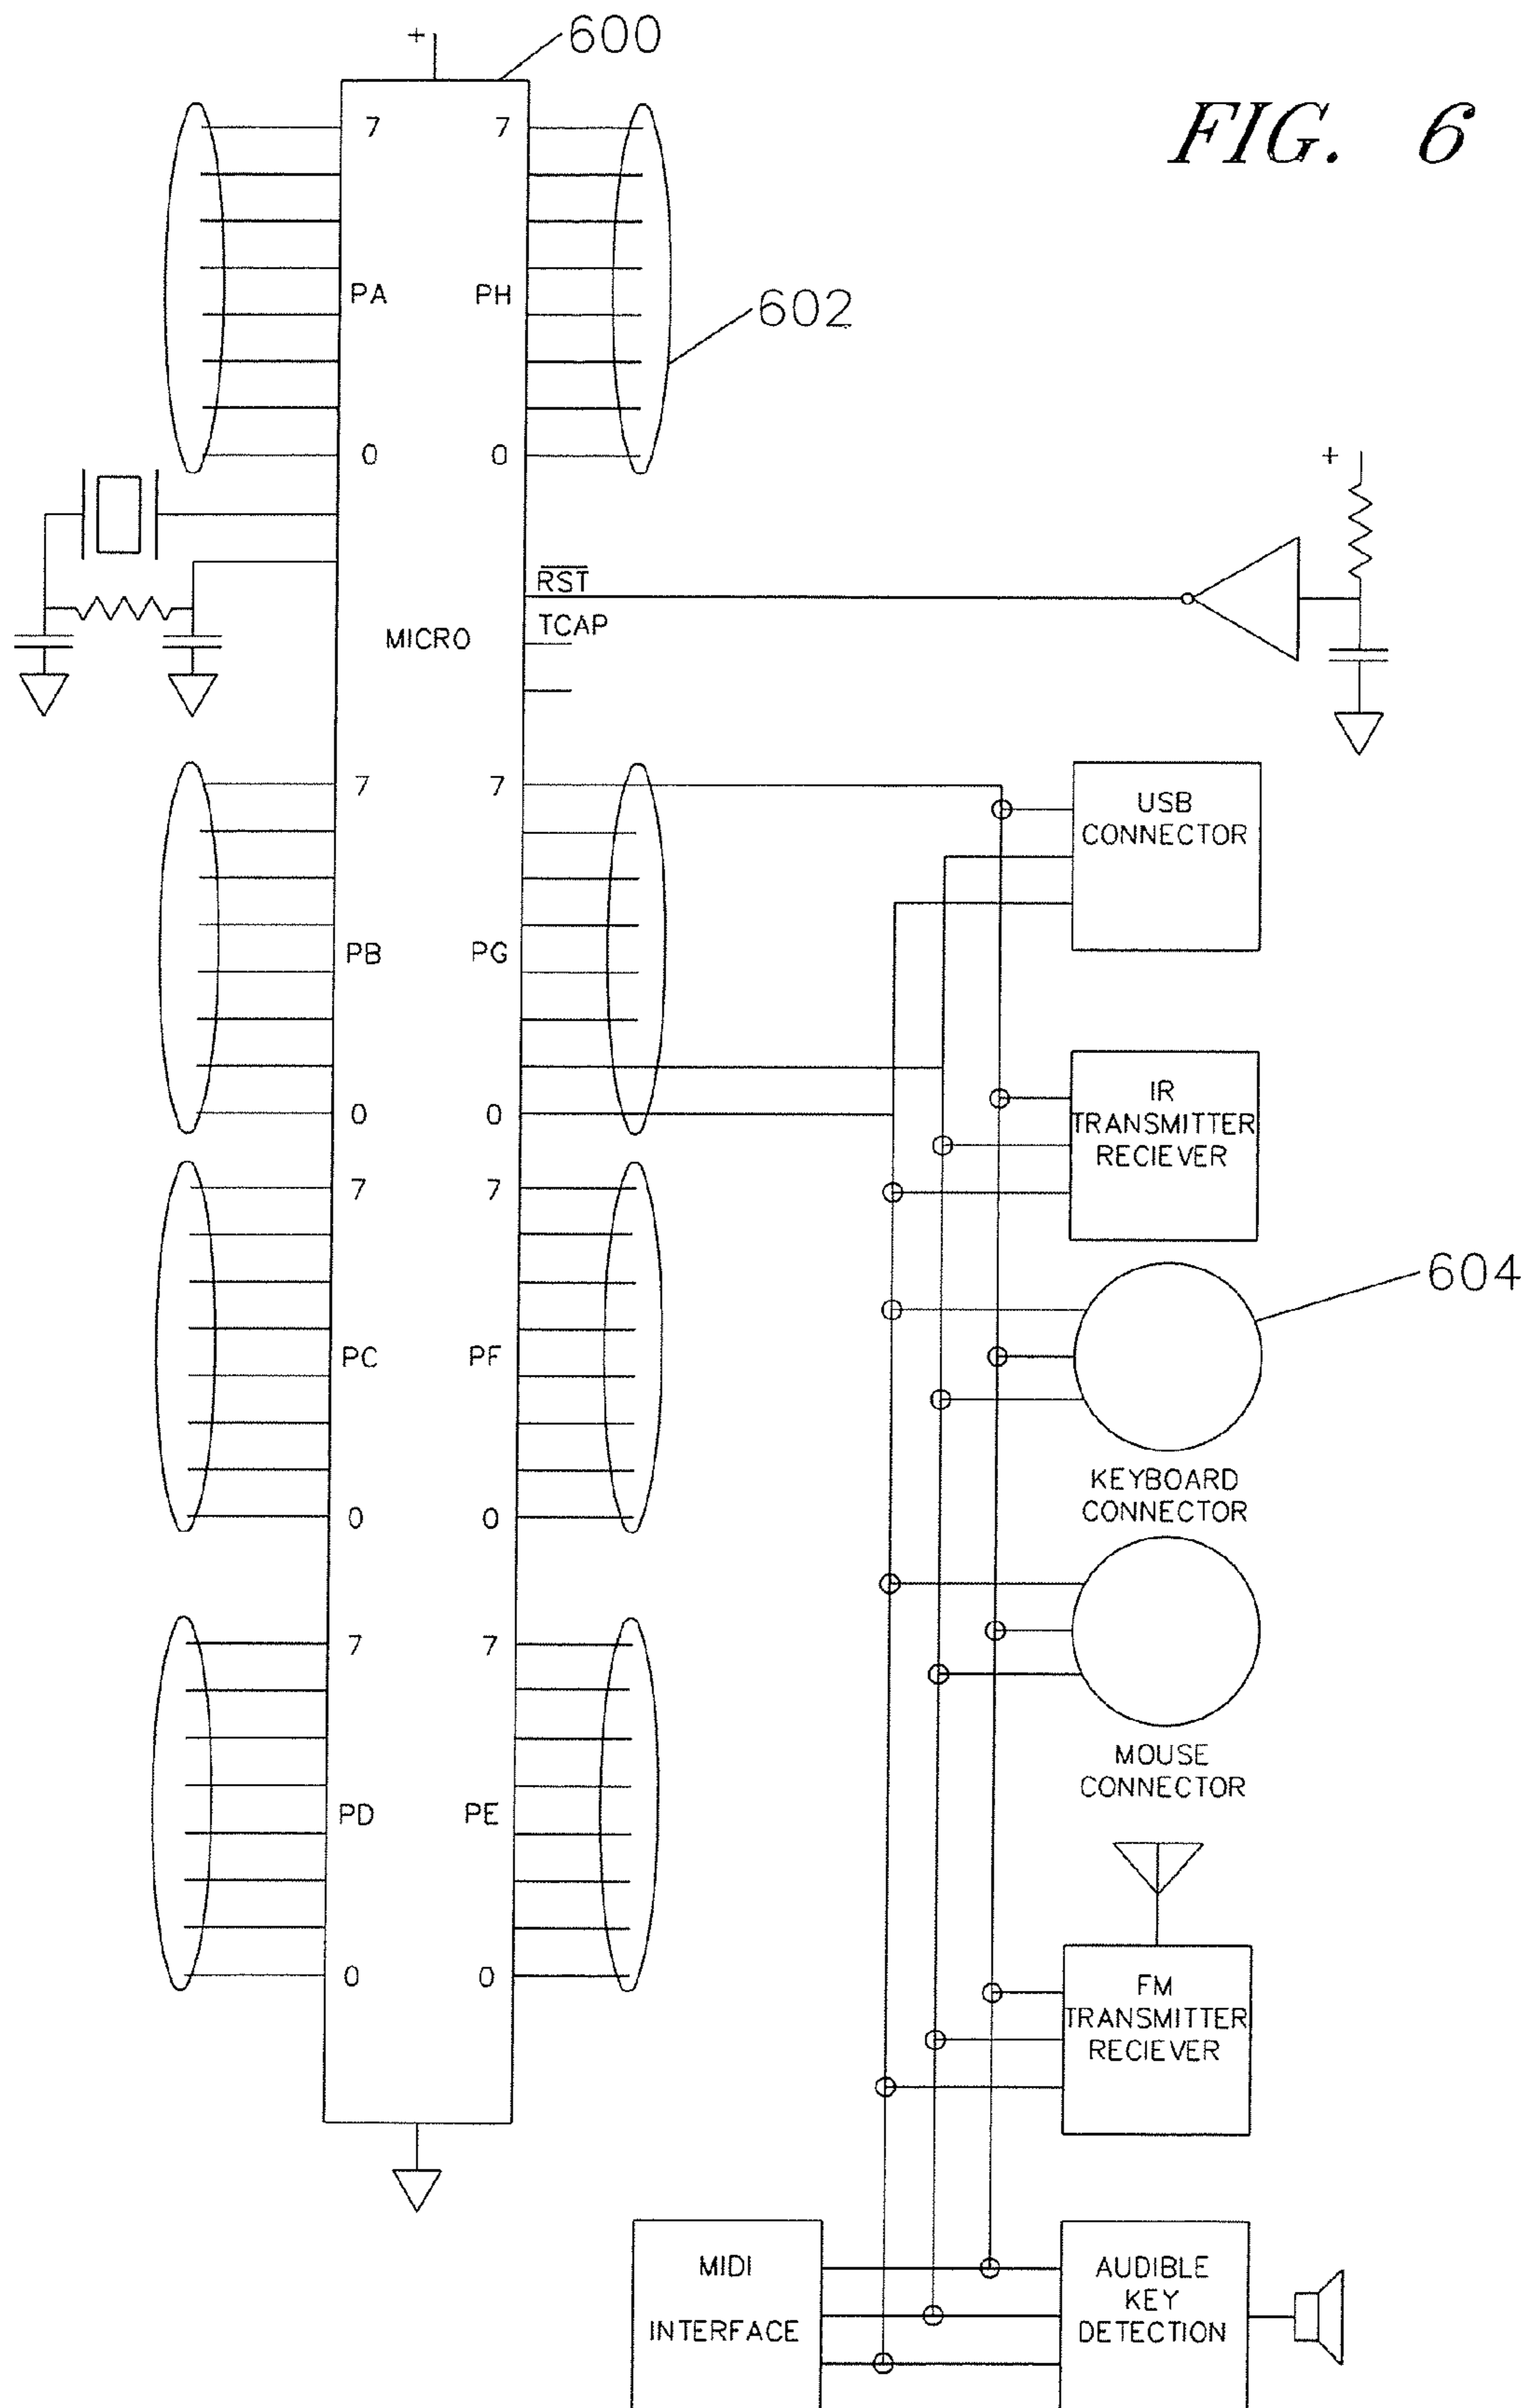 +
600
FIG. 6
7 7
PA PH
602
0 0
+
RST
MICRO
TCAP
7 7
USB
CONNECTOR
PB PG
0 0
IR
TRANSMITTER
RECIEVER
7 7
604
PC PF
0 0
KEYBOARD
CONNECTOR
7 7
MOUSE
CONNECTOR
PD PE
0 0
FM
TRANSMITTER
RECIEVER
MIDI
INTERFACE
AUDIBLE
KEY
DETECTION